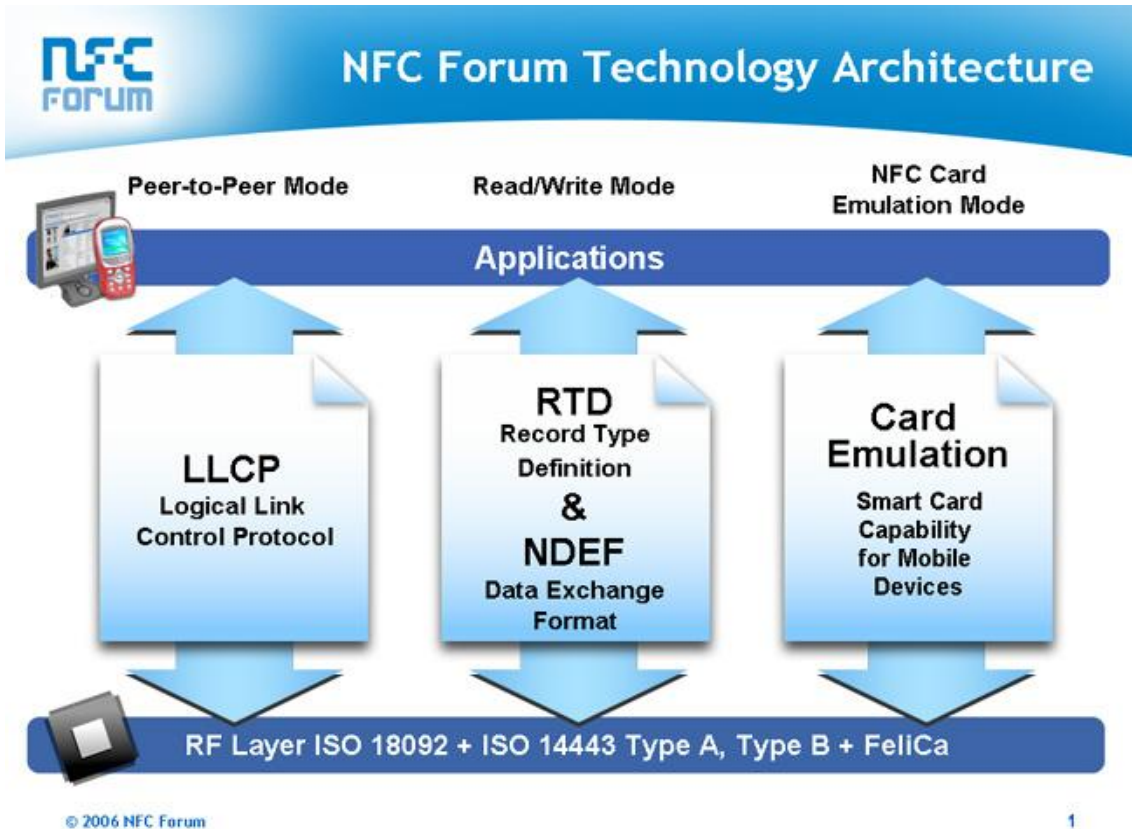 NFC
FORUM
NFC Forum Technology Architecture
Peer-to-Peer Mode
Read/Write Mode
NFC Card
Emulation Mode
Applications
LLCP
Logical Link
Control Protocol
RTD
Record Type
Definition
&
NDEF
Data Exchange
Format
Card
Emulation
Smart Card
Capability
for Mobile
Devices
RF Layer ISO 18092 + ISO 14443 Type A, Type B + FeliCa
© 2006 NFC Forum
1